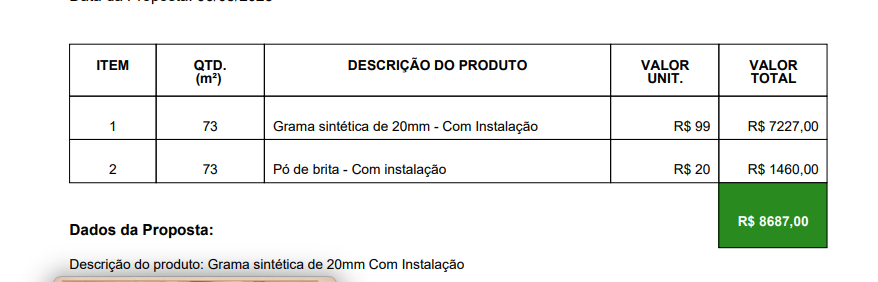 ITEM QTD. (m²) DESCRIÇÃO DO PRODUTO VALOR UNIT. VALOR TOTAL
1 73 Grama sintética de 20mm - Com Instalação R$ 99 R$ 7227,00
2 73 Pó de brita - Com instalação R$ 20 R$ 1460,00
R$ 8687,00
Dados da Proposta:
Descrição do produto: Grama sintética de 20mm Com Instalação